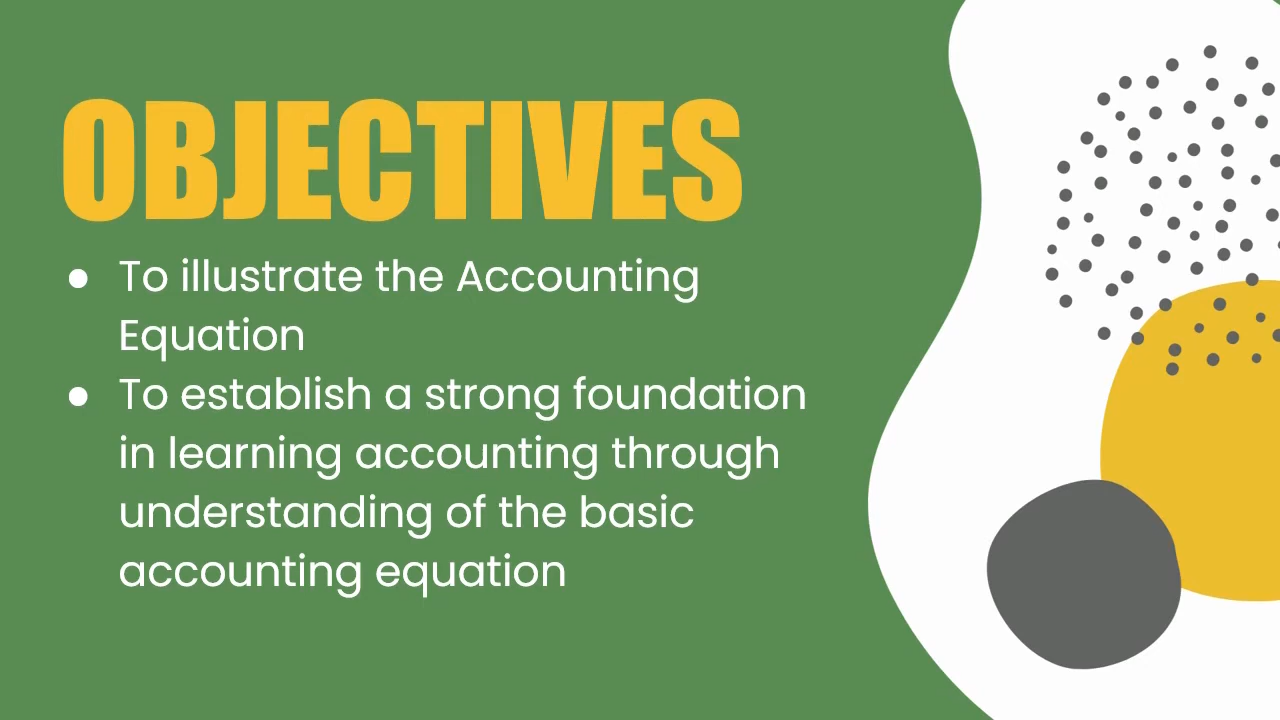 OBJECTIVES
● To illustrate the Accounting
Equation
● To establish a strong foundation
in learning accounting through
understanding of the basic
accounting equation